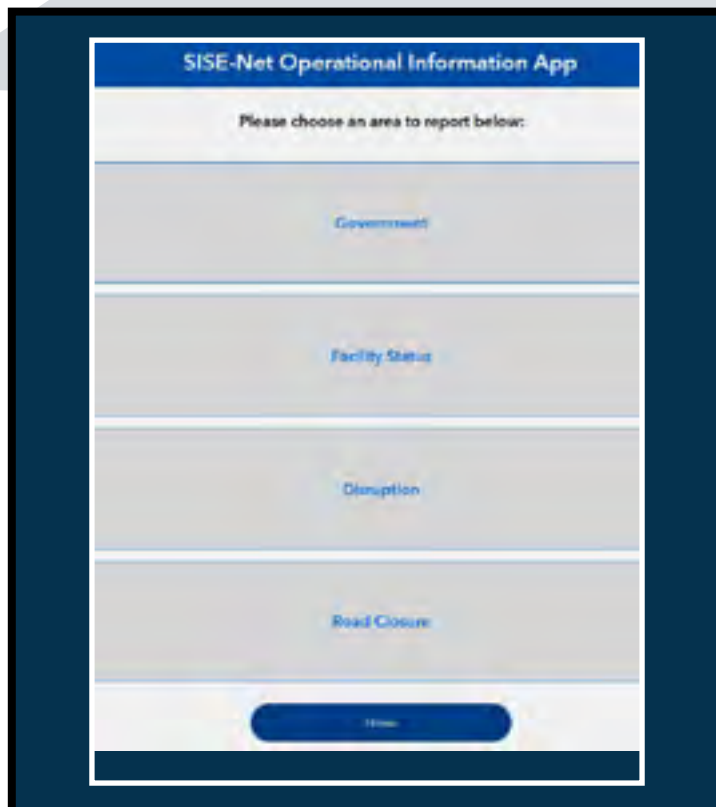 SISE-Net Operational Information App
Please choose an area to report below:
Government
Facility Status
Disruption
Road Closure